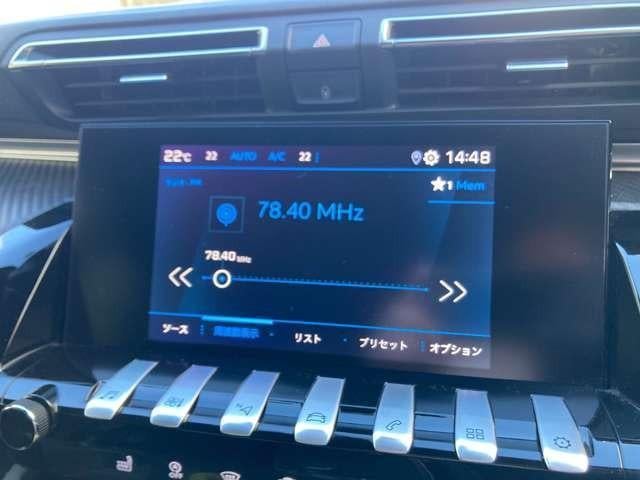 22℃ 22 AUTO A/C 22 14:48
ラジオ: FM ★1 Mem
78.40 MHz
78.40 MHz
ソース 周波数表示 リスト プリセット オプション